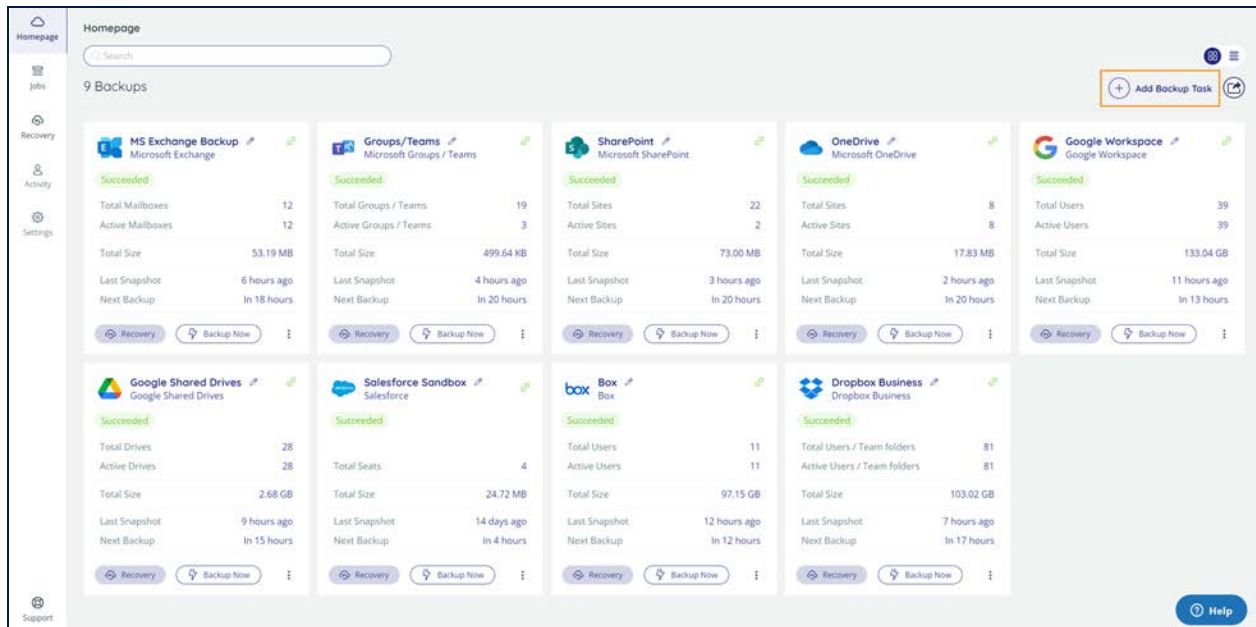 Homepage
Jobs
Recovery
Activity
Settings
Support
Homepage
Search
9 Backups
Add Backup Task
MS Exchange Backup
Microsoft Exchange
Succeeded
Total Mailboxes 12
Active Mailboxes 12
Total Size 53.19 MB
Last Snapshot 6 hours ago
Next Backup In 18 hours
Recovery Backup Now
Groups/Teams
Microsoft Groups / Teams
Succeeded
Total Groups / Teams 19
Active Groups / Teams 3
Total Size 499.64 KB
Last Snapshot 4 hours ago
Next Backup In 20 hours
Recovery Backup Now
SharePoint
Microsoft SharePoint
Succeeded
Total Sites 22
Active Sites 2
Total Size 73.00 MB
Last Snapshot 3 hours ago
Next Backup In 20 hours
Recovery Backup Now
OneDrive
Microsoft OneDrive
Succeeded
Total Sites 8
Active Sites 8
Total Size 17.83 MB
Last Snapshot 2 hours ago
Next Backup In 20 hours
Recovery Backup Now
Google Workspace
Google Workspace
Succeeded
Total Users 39
Active Users 39
Total Size 133.04 GB
Last Snapshot 11 hours ago
Next Backup In 13 hours
Recovery Backup Now
Google Shared Drives
Google Shared Drives
Succeeded
Total Drives 28
Active Drives 28
Total Size 2.68 GB
Last Snapshot 9 hours ago
Next Backup In 15 hours
Recovery Backup Now
Salesforce Sandbox
Salesforce
Succeeded
Total Seats 4
Total Size 24.72 MB
Last Snapshot 14 days ago
Next Backup In 4 hours
Recovery Backup Now
box Box
Box
Succeeded
Total Users 11
Active Users 11
Total Size 97.15 GB
Last Snapshot 12 hours ago
Next Backup In 12 hours
Recovery Backup Now
Dropbox Business
Dropbox Business
Succeeded
Total Users / Team folders 81
Active Users / Team folders 81
Total Size 103.02 GB
Last Snapshot 7 hours ago
Next Backup In 17 hours
Recovery Backup Now
Help